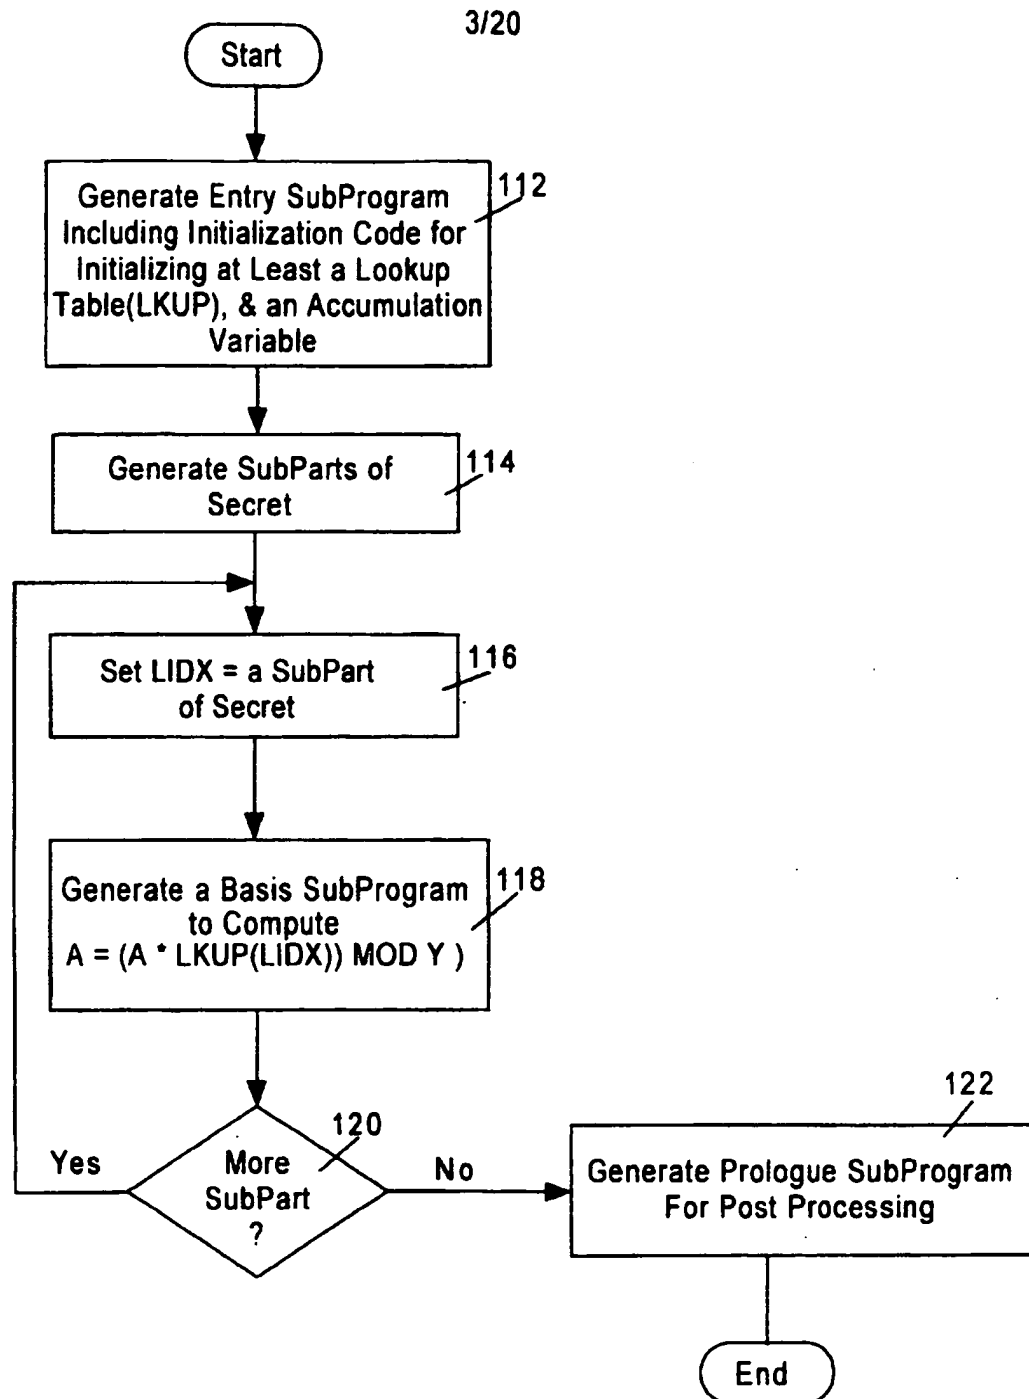 3/20
Start
Generate Entry SubProgram
Including Initialization Code for
Initializing at Least a Lookup
Table(LKUP), & an Accumulation
Variable
112
Generate SubParts of
Secret
114
Set LIDX = a SubPart
of Secret
116
Generate a Basis SubProgram
to Compute
A = (A * LKUP(LIDX)) MOD Y )
118
More
SubPart
?
120
Yes
No
122
Generate Prologue SubProgram
For Post Processing
End